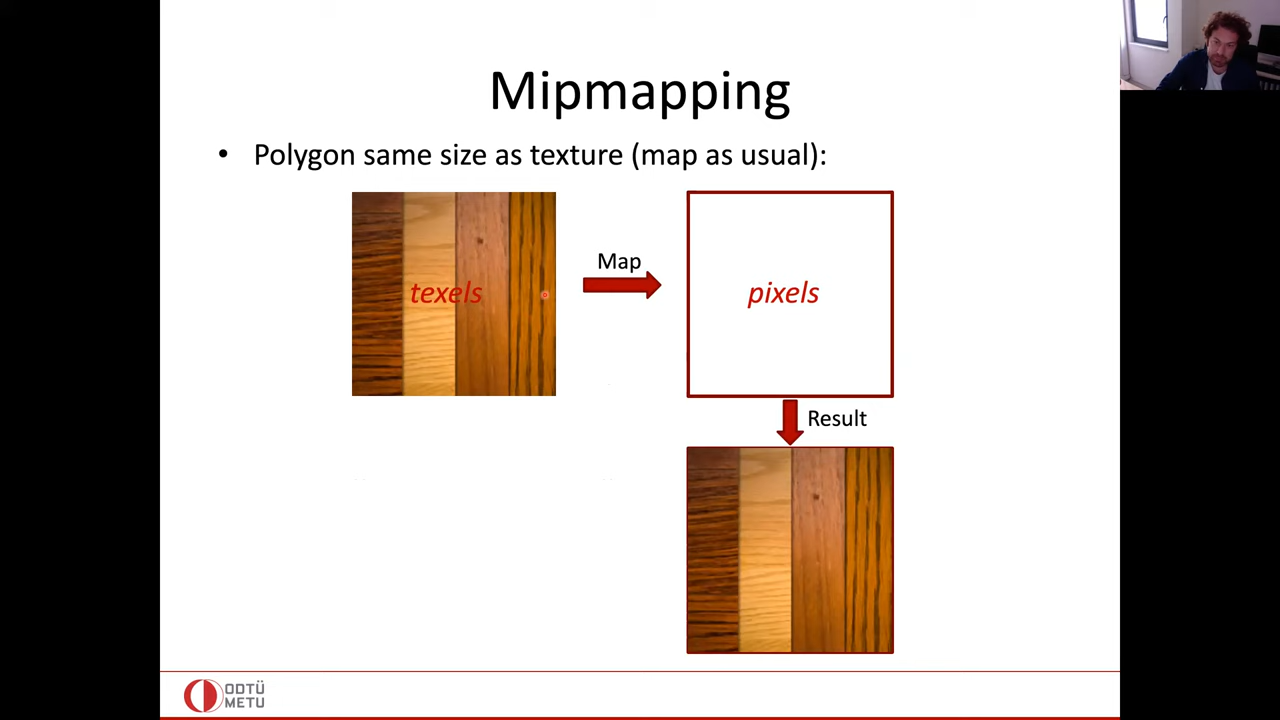 Mipmapping
• Polygon same size as texture (map as usual):
texels
Map
pixels
Result
ODTÜ
METU